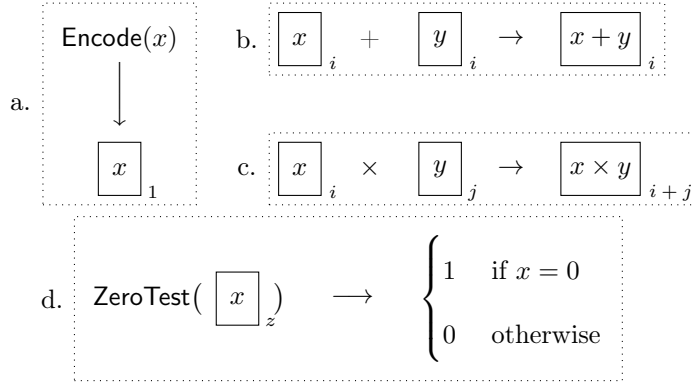 a. Encode(x)
↓
x 1
b. x i + y i → x + y i
c. x i × y j → x × y i + j
d. ZeroTest( x z ) → { 1 if x = 0
0 otherwise